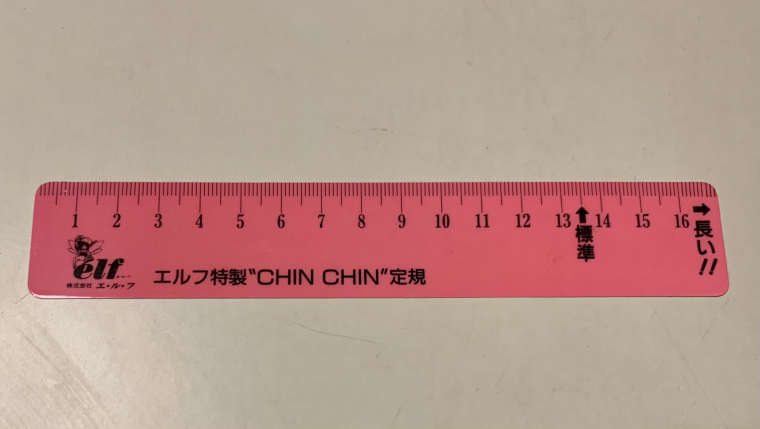 1 2 3 4 5 6 7 8 9 10 11 12 13 14 15 16
↑標準
→長い!!
elf
株式会社 エ・ル・フ
エルフ特製"CHIN CHIN"定規